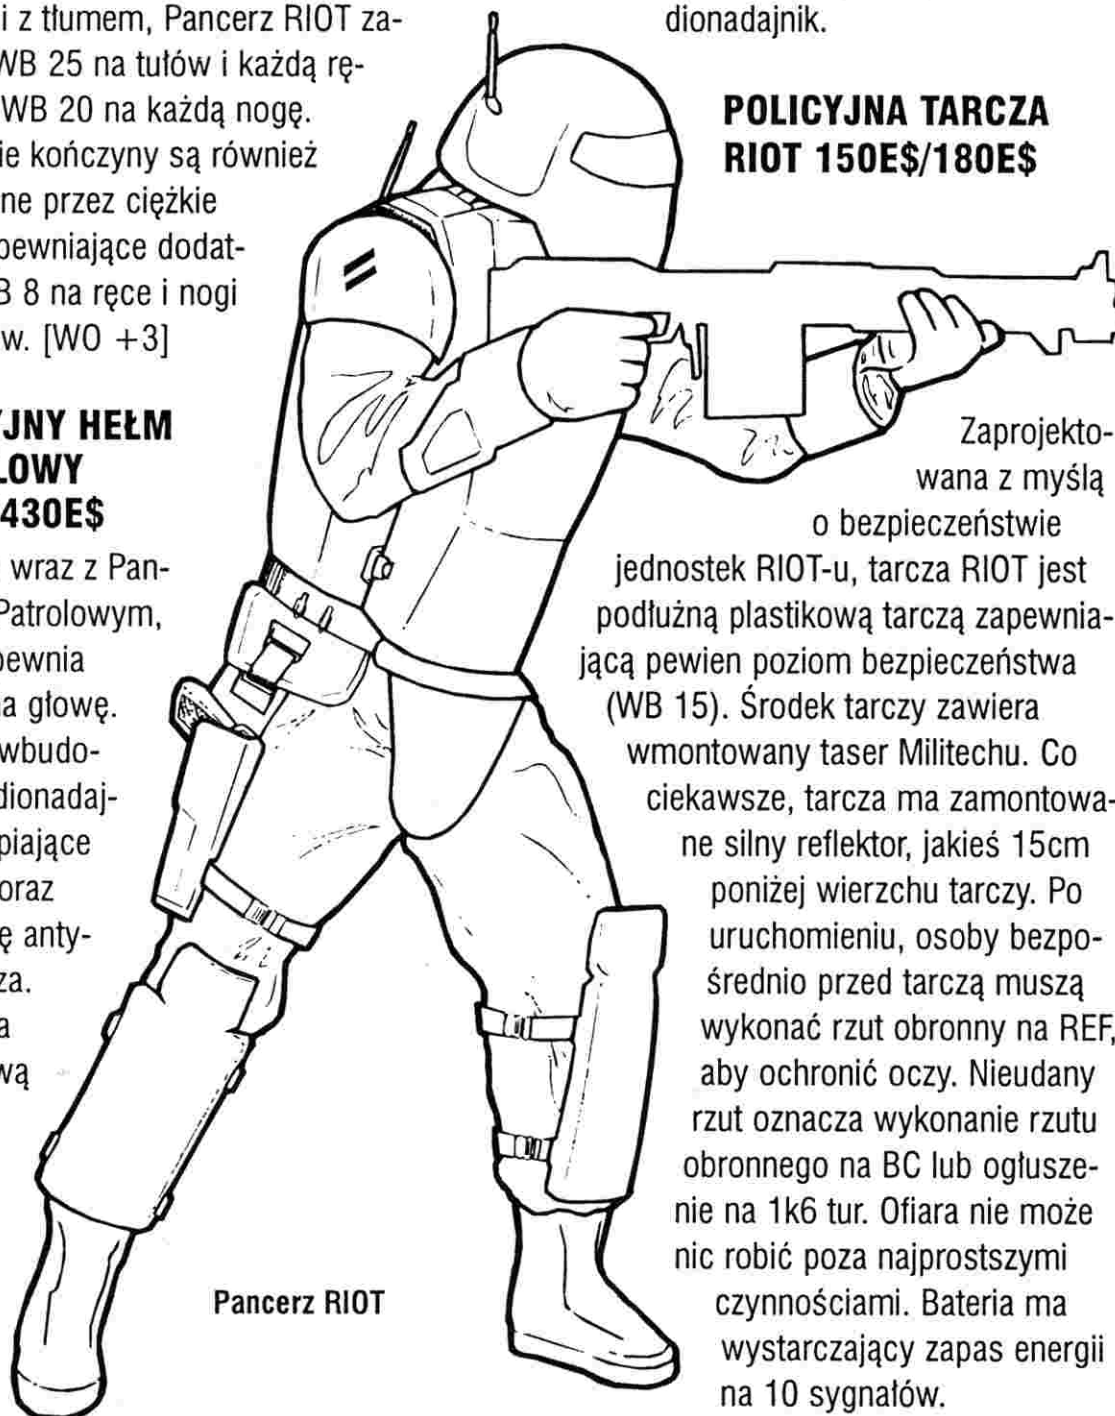 i z tłumem, Pancerz RIOT za-
WB 25 na tułów i każdą rę-
WB 20 na każdą nogę.
ie kończyny są również
ne przez ciężkie
pewniające dodat-
B 8 na ręce i nogi
w. [WO +3]
YJNY HEŁM
LOWY
430E$
wraz z Pan-
Patrolowym,
pewnia
na głowę.
wbudo-
dionadaj-
piające
oraz
ę anty-
za.
a
wą
Pancerz RIOT
dionadajnik.
POLICYJNA TARCZA
RIOT 150E$/180E$
Zaprojekto-
wana z myślą
o bezpieczeństwie
jednostek RIOT-u, tarcza RIOT jest
podłużną plastikową tarczą zapewnia-
jącą pewien poziom bezpieczeństwa
(WB 15). Środek tarczy zawiera
wmontowany taser Militechu. Co
ciekawsze, tarcza ma zamontowa-
ne silny reflektor, jakieś 15cm
poniżej wierzchu tarczy. Po
uruchomieniu, osoby bezpo-
średnio przed tarczą muszą
wykonać rzut obronny na REF,
aby ochronić oczy. Nieudany
rzut oznacza wykonanie rzutu
obronnego na BC lub ogłusze-
nie na 1k6 tur. Ofiara nie może
nic robić poza najprostszymi
czynnościami. Bateria ma
wystarczający zapas energii
na 10 sygnałów.